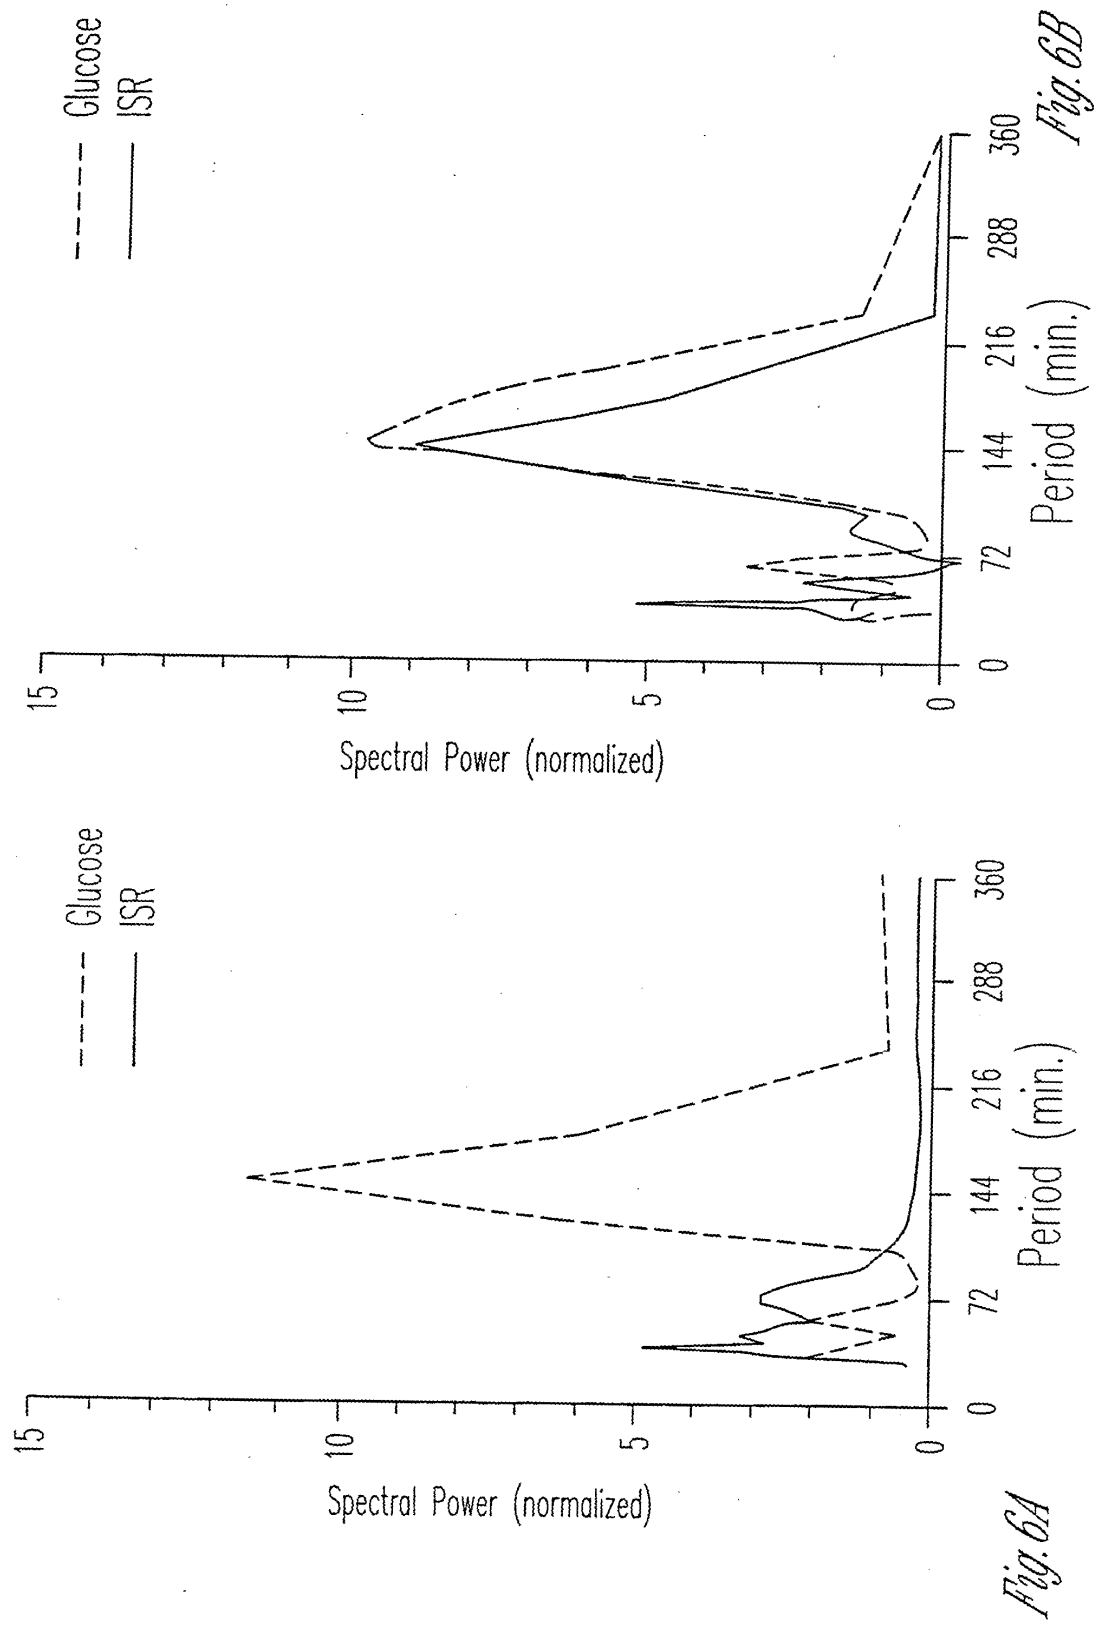 Glucose
ISR
15
10
5
0
Spectral Power (normalized)
0
72
144
216
288
360
Period (min.)
Fig. 6A
Glucose
ISR
15
10
5
0
Spectral Power (normalized)
0
72
144
216
288
360
Period (min.)
Fig. 6B